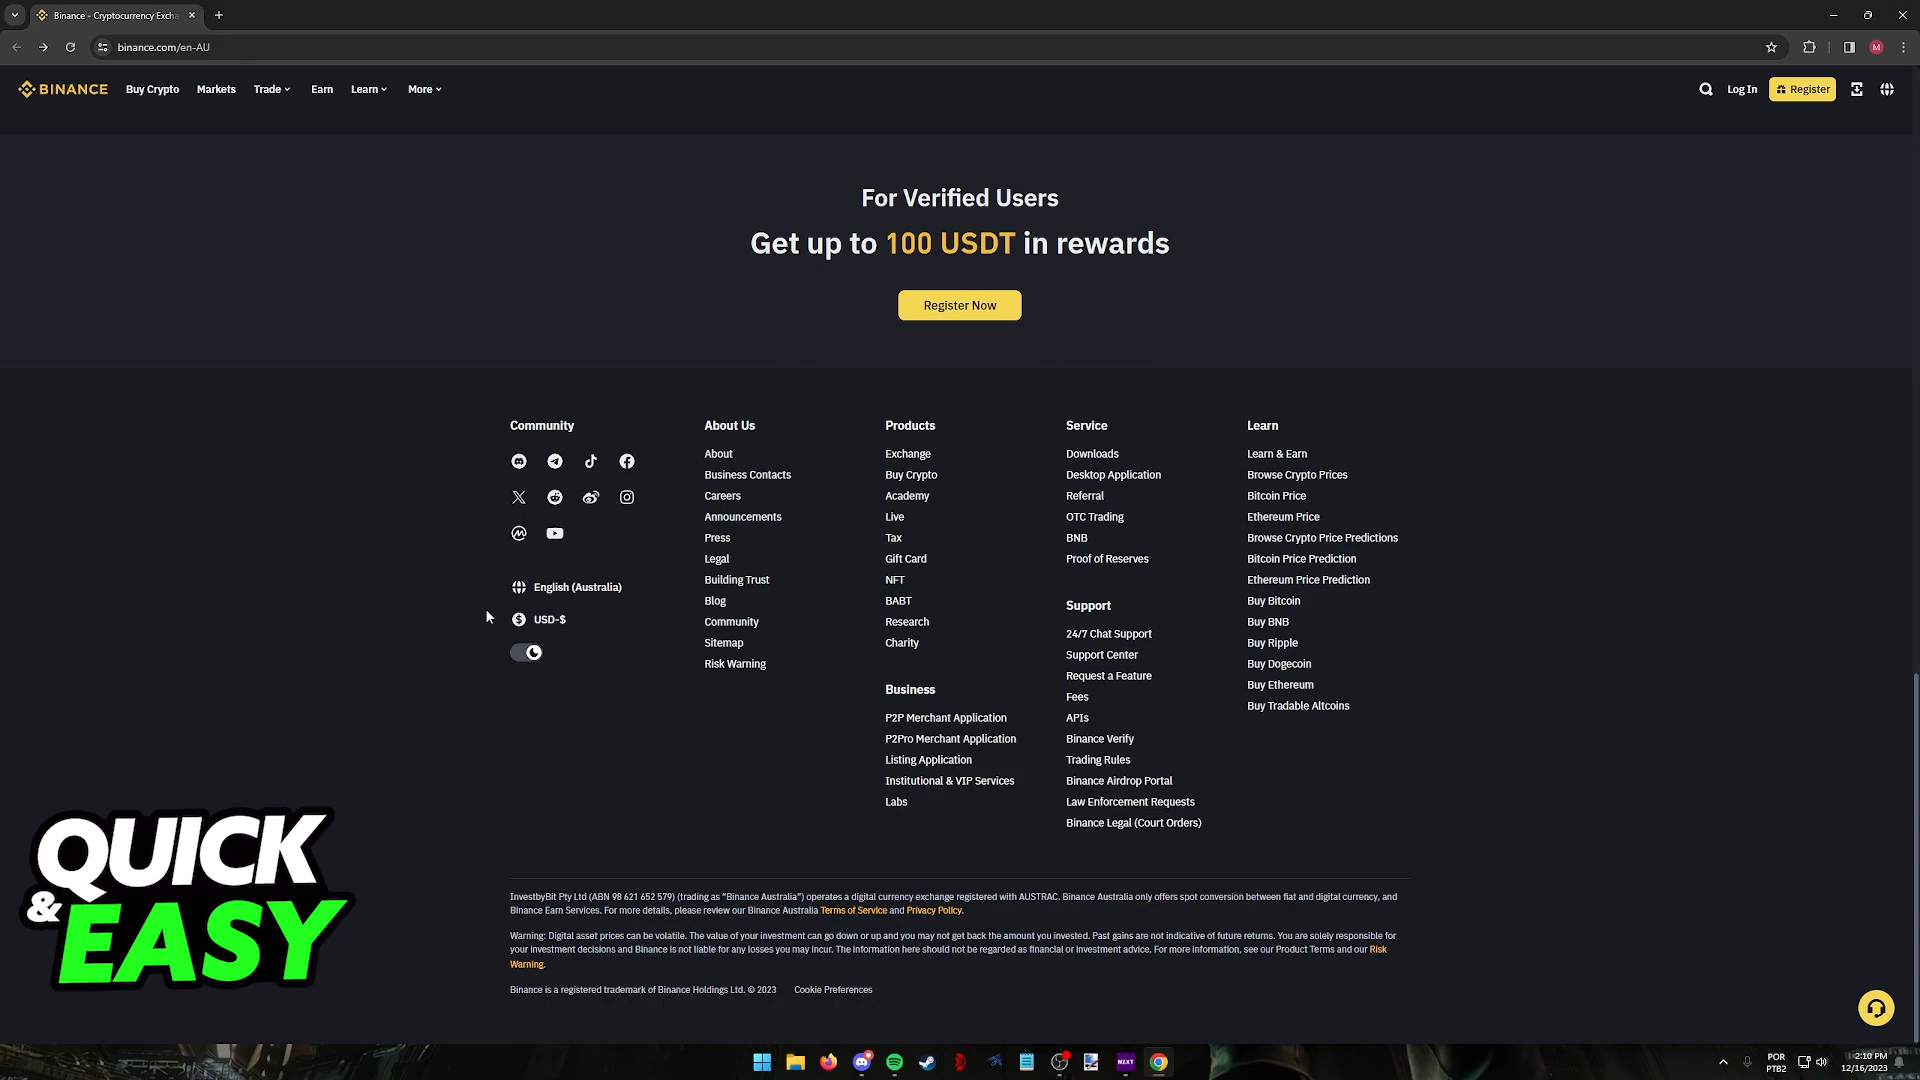 Binance - Cryptocurrency Excha
binance.com/en-AU
M
BINANCE
Buy Crypto
Markets
Trade
Earn
Learn
More
Log In
Register
For Verified Users
Get up to 100 USDT in rewards
Register Now
Community
English (Australia)
USD-$
About Us
About
Business Contacts
Careers
Announcements
Press
Legal
Building Trust
Blog
Community
Sitemap
Risk Warning
Products
Exchange
Buy Crypto
Academy
Live
Tax
Gift Card
NFT
BABT
Research
Charity
Business
P2P Merchant Application
P2Pro Merchant Application
Listing Application
Institutional & VIP Services
Labs
Service
Downloads
Desktop Application
Referral
OTC Trading
BNB
Proof of Reserves
Support
24/7 Chat Support
Support Center
Request a Feature
Fees
APIs
Binance Verify
Trading Rules
Binance Airdrop Portal
Law Enforcement Requests
Binance Legal (Court Orders)
Learn
Learn & Earn
Browse Crypto Prices
Bitcoin Price
Ethereum Price
Browse Crypto Price Predictions
Bitcoin Price Prediction
Ethereum Price Prediction
Buy Bitcoin
Buy BNB
Buy Ripple
Buy Dogecoin
Buy Ethereum
Buy Tradable Altcoins
QUICK
& EASY
InvestbyBit Pty Ltd (ABN 98 621 652 579) (trading as “Binance Australia”) operates a digital currency exchange registered with AUSTRAC. Binance Australia only offers spot conversion between fiat and digital currency, and
Binance Earn Services. For more details, please review our Binance Australia Terms of Service and Privacy Policy.
Warning: Digital asset prices can be volatile. The value of your investment can go down or up and you may not get back the amount you invested. Past gains are not indicative of future returns. You are solely responsible for
your investment decisions and Binance is not liable for any losses you may incur. The information here should not be regarded as financial or investment advice. For more information, see our Product Terms and our Risk
Warning.
Binance is a registered trademark of Binance Holdings Ltd. © 2023
Cookie Preferences
POR
PTB2
2:10 PM
12/16/2023